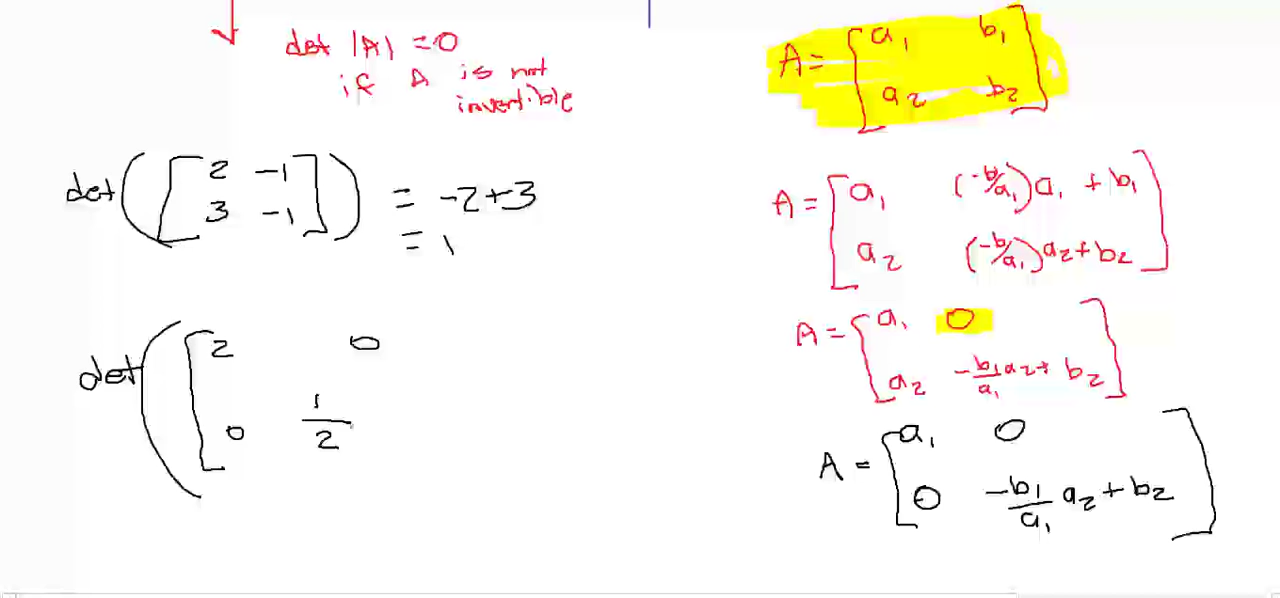 det |A| = 0
if A is not
invertible
det([2 -1
3 -1]) = -2+3
= 1
det([2 0
0 1/2
A = [a₁ b₁
a₂ b₂]
A = [a₁ (-b/a₁)a₁ + b₁
a₂ (-b/a₁)a₂+b₂]
A = [a₁ 0
a₂ -b₁/a₁ a₂+ b₂]
A = [a₁ 0
0 -b₁/a₁ a₂+b₂]